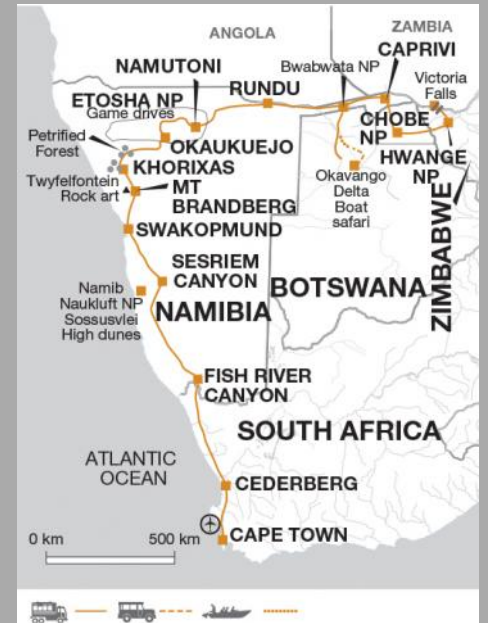 ANGOLA
ZAMBIA
NAMUTONI
Bwabwata NP
CAPRIVI
RUNDU
Victoria
Falls
ETOSHA NP
Game drives
CHOBE
NP
Petrified
Forest
OKAUKUEJO
HWANGE
NP
KHORIXAS
Twyfelfontein
Rock art
MT
BRANDBERG
Okavango
Delta
Boat
safari
ZIMBABWE
SWAKOPMUND
SESRIEM
CANYON
BOTSWANA
Namib
Naukluft NP
Sossusvlei
High dunes
NAMIBIA
FISH RIVER
CANYON
SOUTH AFRICA
ATLANTIC
OCEAN
CEDERBERG
CAPE TOWN
0 km
500 km